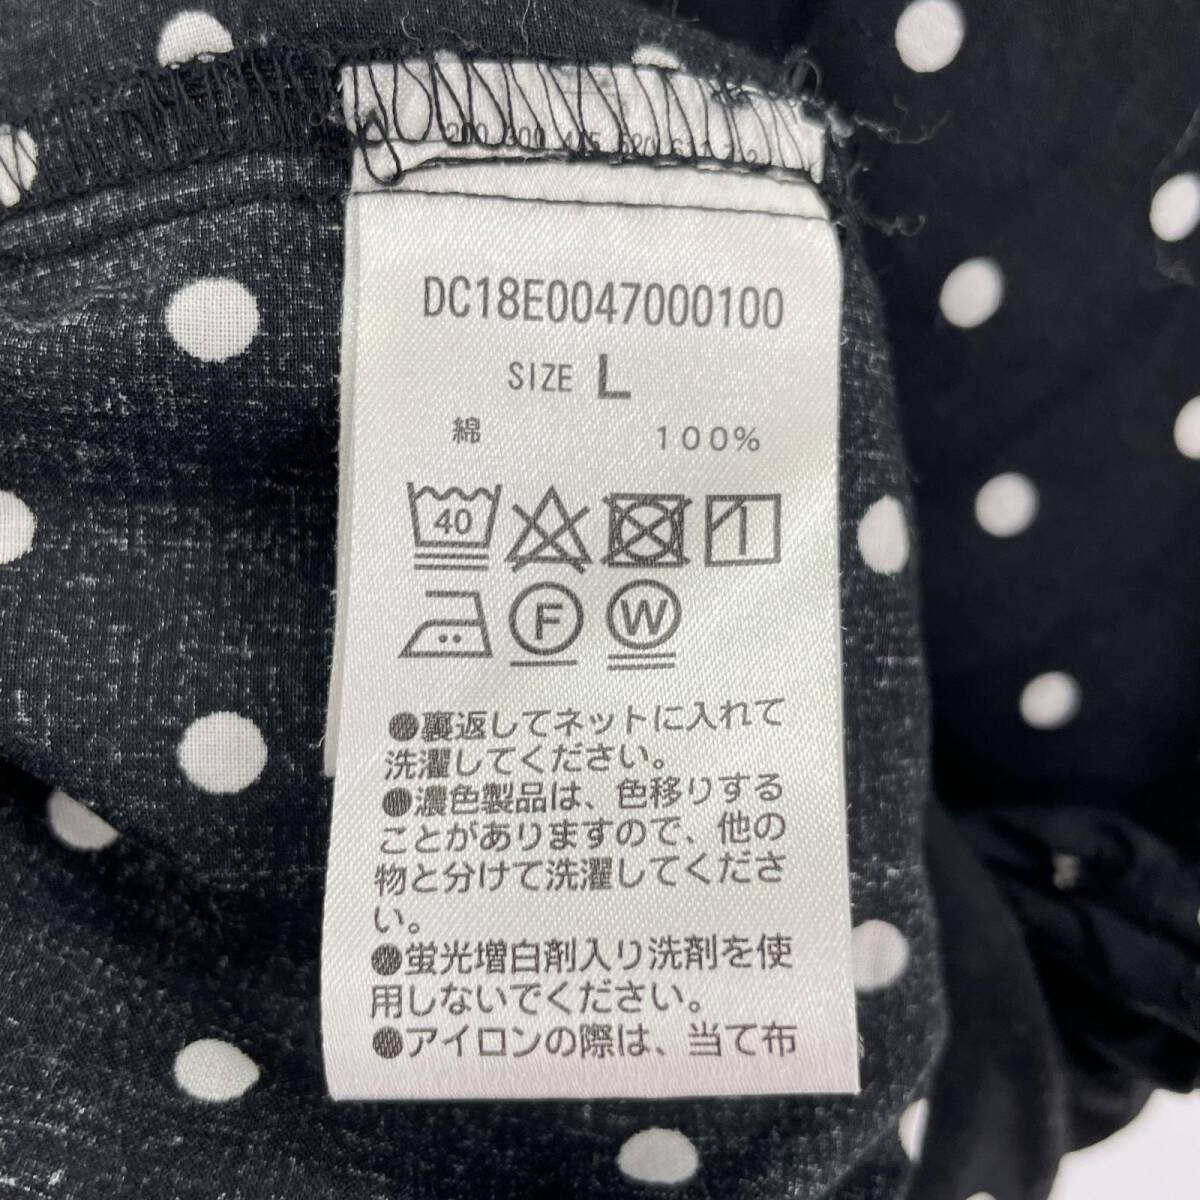 DC18E0047000100
SIZE L
綿 100%
40
F W
●裏返してネットに入れて
洗濯してください。
●濃色製品は、色移りする
ことがありますので、他の
物と分けて洗濯してくださ
い。
●蛍光増白剤入り洗剤を使
用しないでください。
●アイロンの際は、当て布